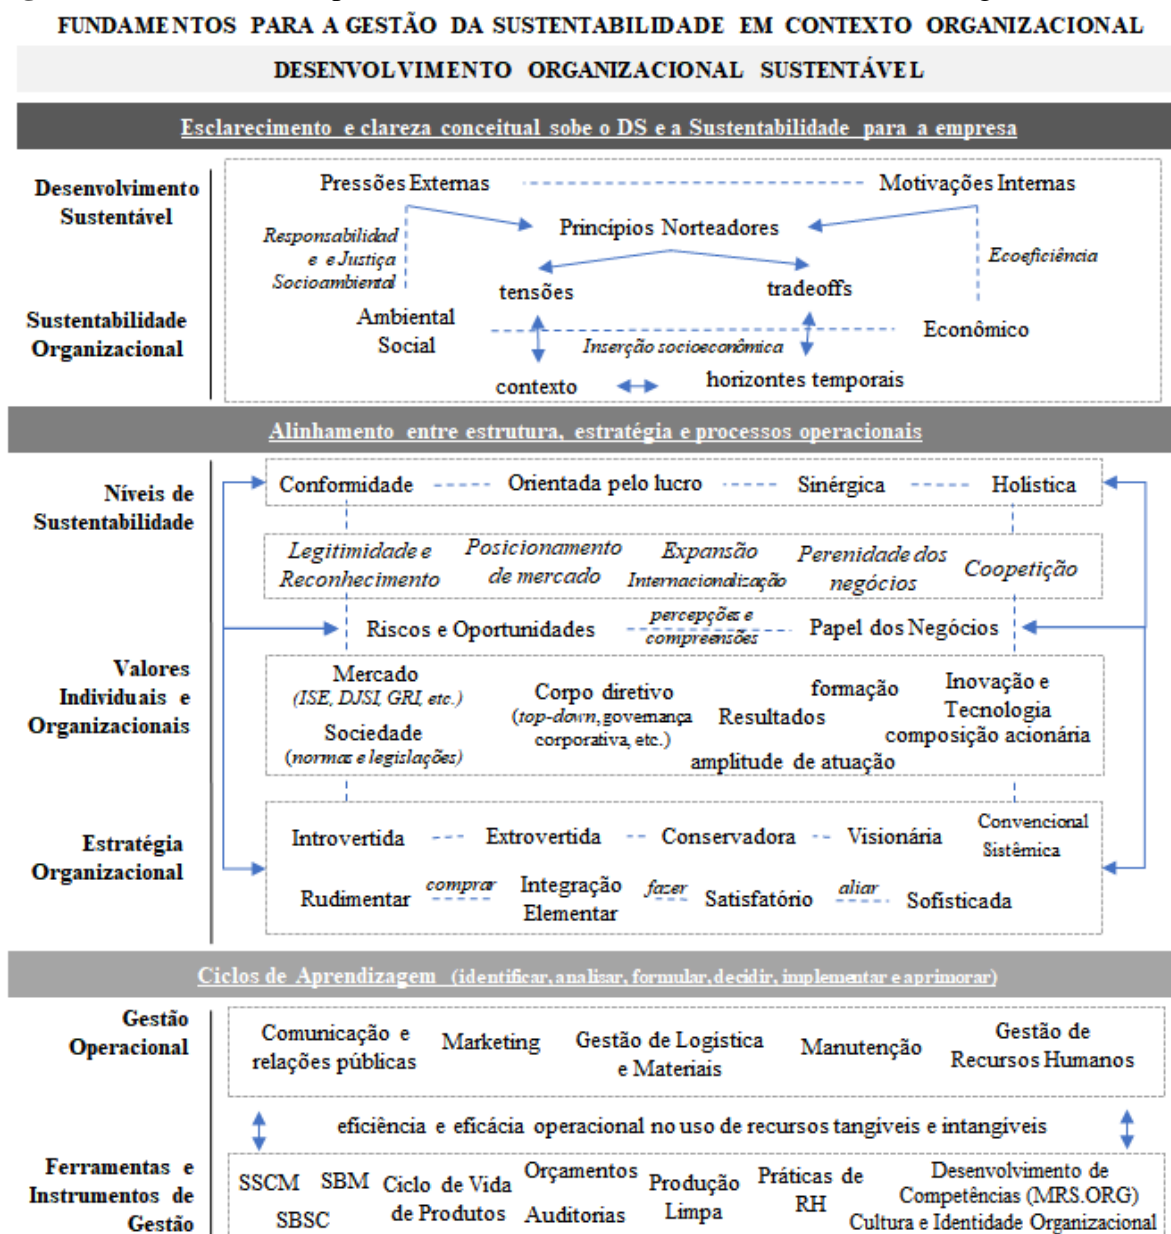 FUNDAMENTOS PARA A GESTÃO DA SUSTENTABILIDADE EM CONTEXTO ORGANIZACIONAL
DESENVOLVIMENTO ORGANIZACIONAL SUSTENTÁVEL
Esclarecimento e clareza conceitual sobe o DS e a Sustentabilidade para a empresa
Desenvolvimento
Sustentável
Pressões Externas
Motivações Internas
Princípios Norteadores
Responsabilidad
e e Justiça
Socioambiental
Ecoeficiência
tensões
tradeoffs
Sustentabilidade
Organizacional
Ambiental
Social
Econômico
Inserção socioeconômica
contexto
horizontes temporais
Alinhamento entre estrutura, estratégia e processos operacionais
Níveis de
Sustentabilidade
Conformidade
Orientada pelo lucro
Sinérgica
Holística
Legitimidade e
Reconhecimento
Posicionamento
de mercado
Expansão
Internacionalização
Perenidade dos
negócios
Coopetição
Riscos e Oportunidades
percepções e
compreensões
Papel dos Negócios
Valores
Individuais e
Organizacionais
Mercado
(ISE, DJSI, GRI, etc.)
Sociedade
(normas e legislações)
Corpo diretivo
(top-down, governança
corporativa, etc.)
formação
Resultados
amplitude de atuação
Inovação e
Tecnologia
composição acionária
Estratégia
Organizacional
Introvertida
Extrovertida
Conservadora
Visionária
Convencional
Sistêmica
Rudimentar
comprar
Integração
Elementar
fazer
Satisfatório
aliar
Sofisticada
Ciclos de Aprendizagem (identificar, analisar, formular, decidir, implementar e aprimorar)
Gestão
Operacional
Comunicação e
relações públicas
Marketing
Gestão de Logística
e Materiais
Manutenção
Gestão de
Recursos Humanos
eficiência e eficácia operacional no uso de recursos tangíveis e intangíveis
Ferramentas e
Instrumentos de
Gestão
SSCM
SBM
SBSC
Ciclo de Vida
de Produtos
Orçamentos
Auditorias
Produção
Limpa
Práticas de
RH
Desenvolvimento de
Competências (MRS.ORG)
Cultura e Identidade Organizacional